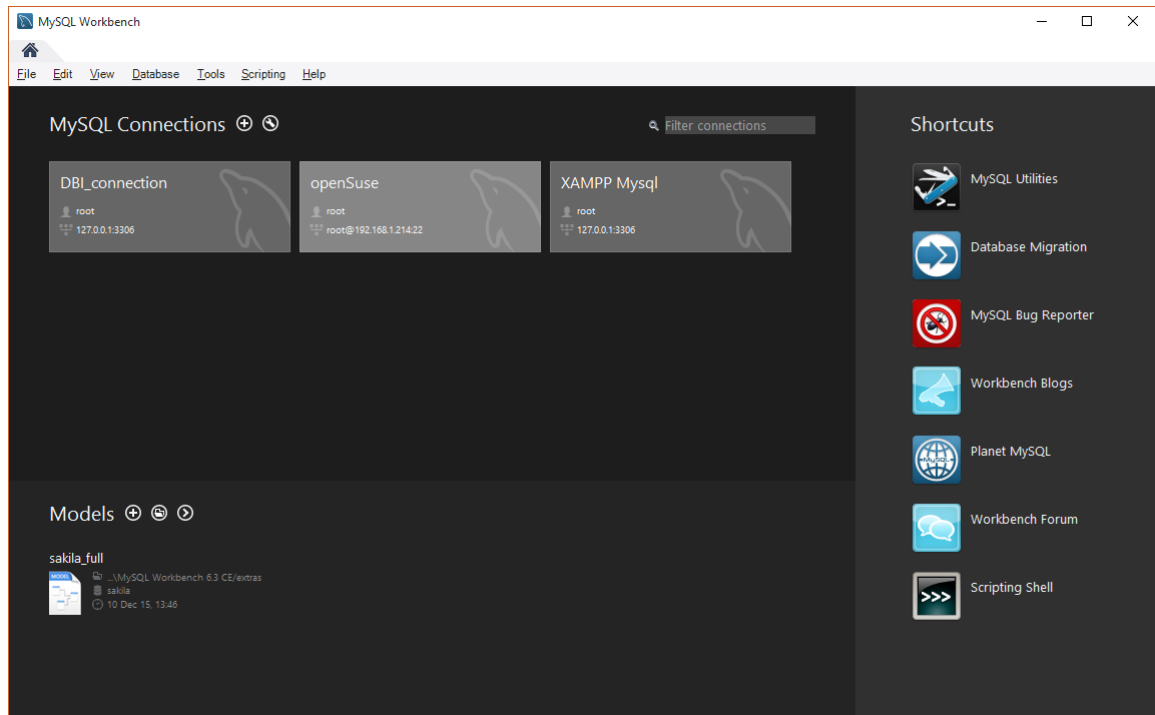 MySQL Workbench
File Edit View Database Tools Scripting Help
MySQL Connections
Filter connections
DBI_connection
root
127.0.0.1:3306
openSuse
root
root@192.168.1.214:22
XAMPP Mysql
root
127.0.0.1:3306
Models
sakila_full
MODEL
...\MySQL Workbench 6.3 CE/extras
sakila
10 Dec 15, 13:46
Shortcuts
MySQL Utilities
Database Migration
MySQL Bug Reporter
Workbench Blogs
MySQL
Planet MySQL
Workbench Forum
>>>
Scripting Shell